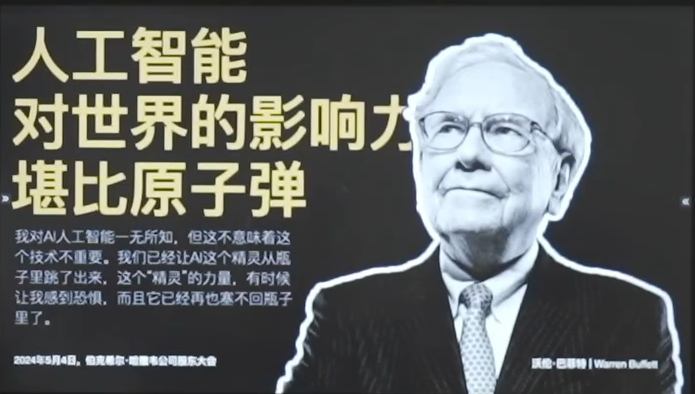 人工智能
对世界的影响力
堪比原子弹
我对AI人工智能一无所知，但这不意味着这
个技术不重要。我们已经让AI这个精灵从瓶
子里跳了出来，这个“精灵”的力量，有时候
让我感到恐惧，而且它已经再也塞不回瓶子
里了。
2024年5月4日，伯克希尔·哈撒韦公司股东大会
沃伦·巴菲特 | Warren Buffett